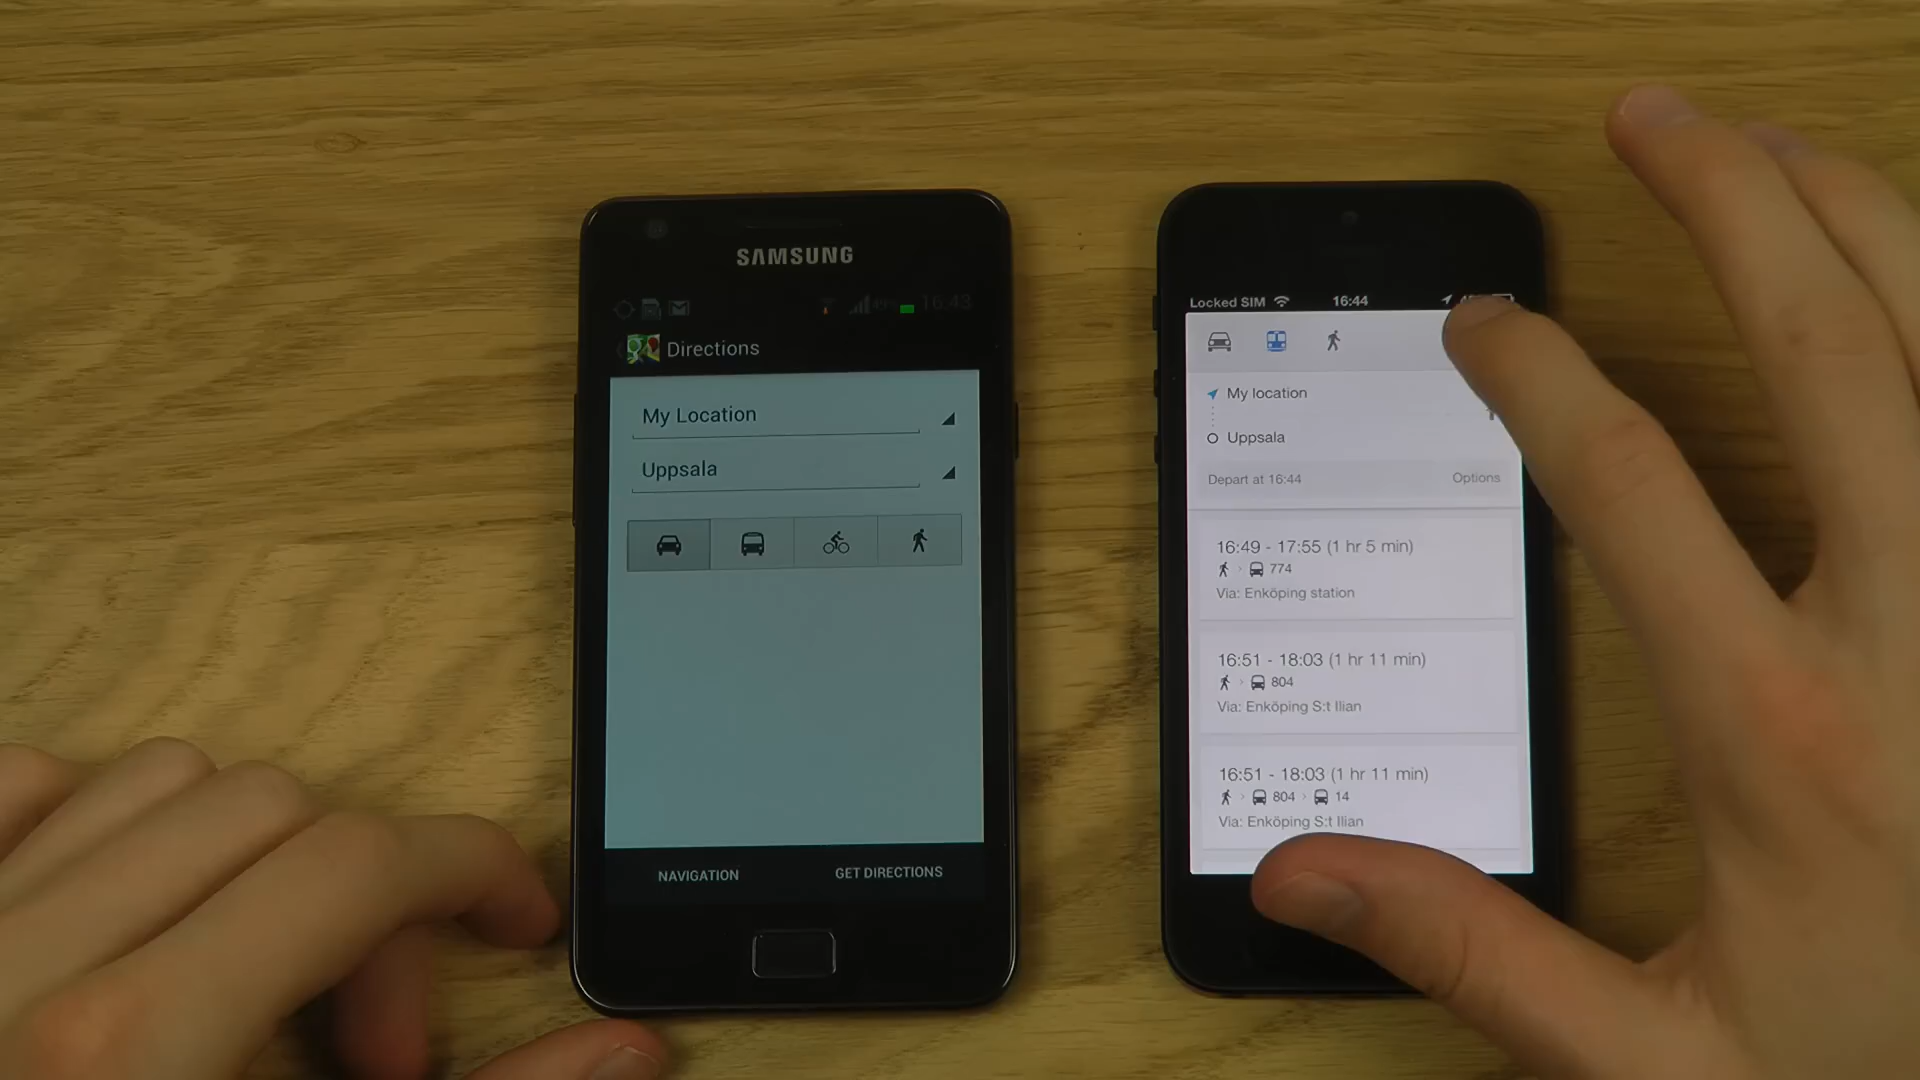 SAMSUNG
16:43
Directions
My Location
Uppsala
NAVIGATION
GET DIRECTIONS
Locked SIM
16:44
My location
Uppsala
Depart at 16:44
Options
16:49 - 17:55 (1 hr 5 min)
774
Via: Enköping station
16:51 - 18:03 (1 hr 11 min)
804
Via: Enköping S:t Ilian
16:51 - 18:03 (1 hr 11 min)
804 14
Via: Enköping S:t Ilian